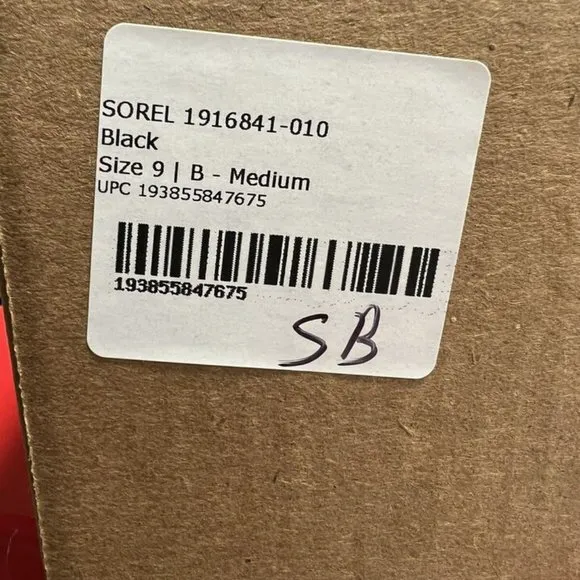 SOREL 1916841-010
Black
Size 9 | B - Medium
UPC 193855847675
193855847675
SB